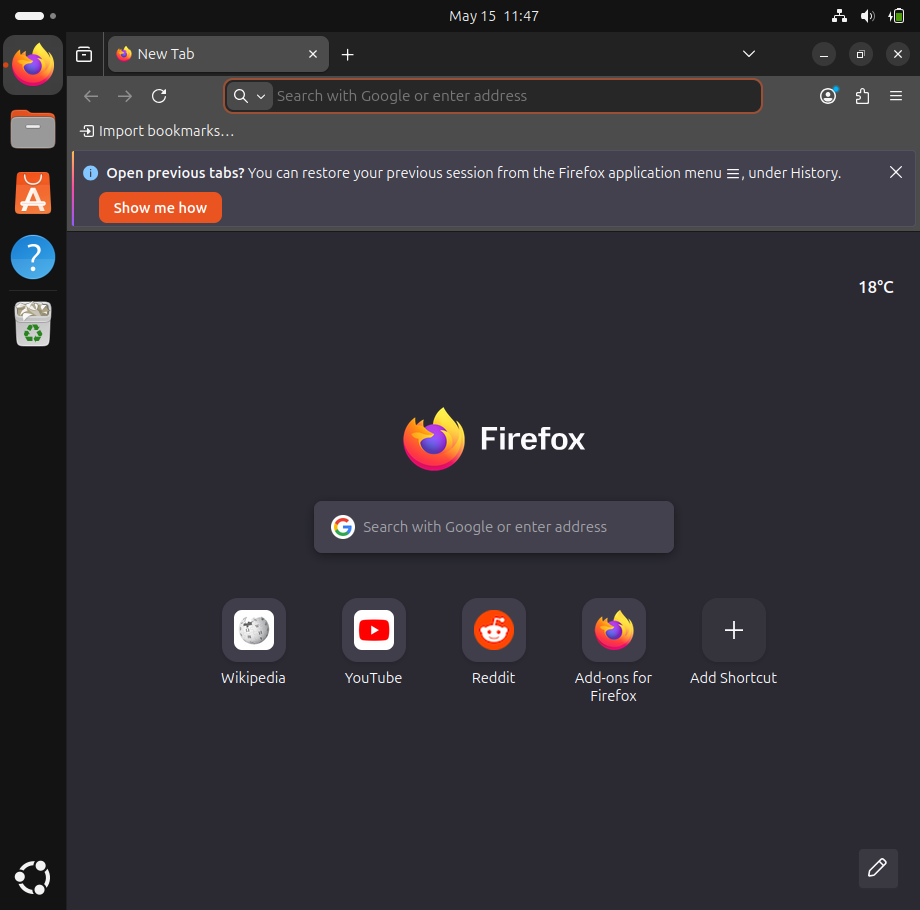 May 15 11:47
New Tab
Search with Google or enter address
Import bookmarks…
Open previous tabs? You can restore your previous session from the Firefox application menu ☰, under History.
Show me how
18°C
Firefox
Search with Google or enter address
Wikipedia
YouTube
Reddit
Add-ons for
Firefox
Add Shortcut